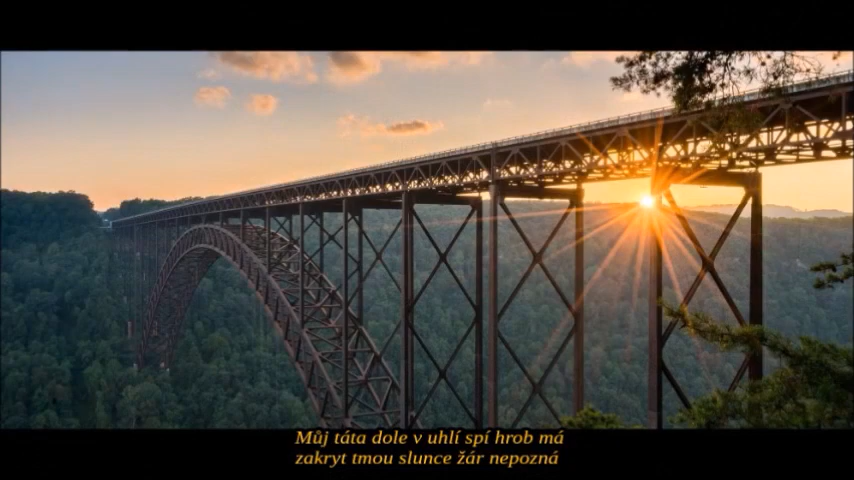 Můj táta dole v uhlí spí hrob má
zakryt tmou slunce žár nepozná